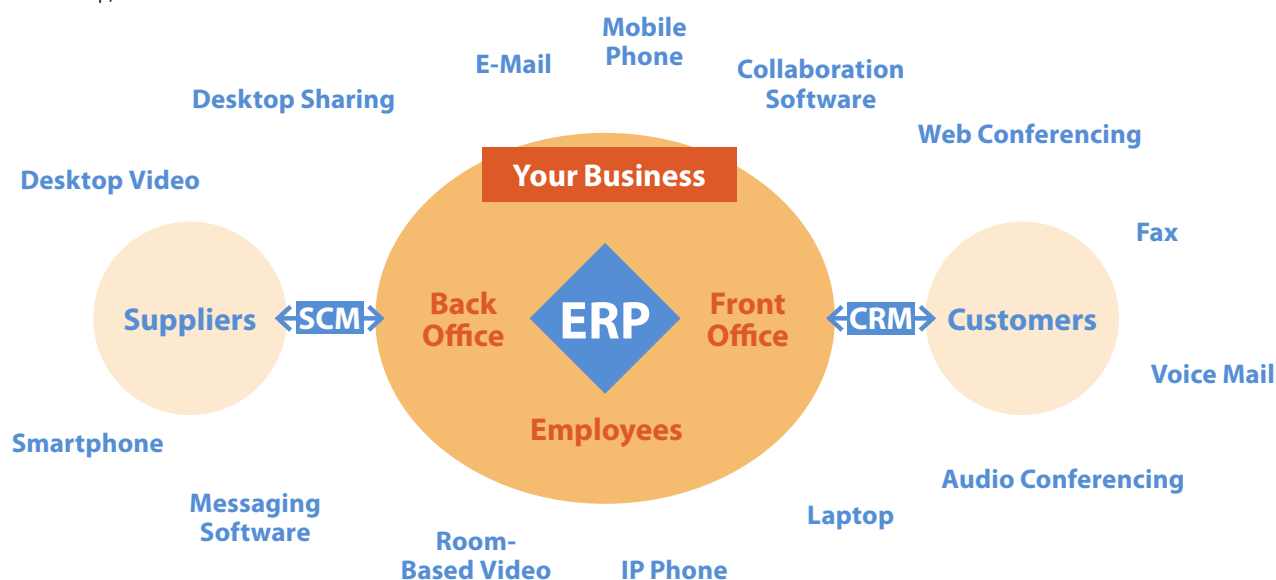 Mobile
Phone
E-Mail
Collaboration
Software
Desktop Sharing
Web Conferencing
Your Business
Desktop Video
Fax
Suppliers
SCM
Back
Office
ERP
Front
Office
CRM
Customers
Voice Mail
Employees
Smartphone
Audio Conferencing
Messaging
Software
Laptop
Room-
Based Video
IP Phone